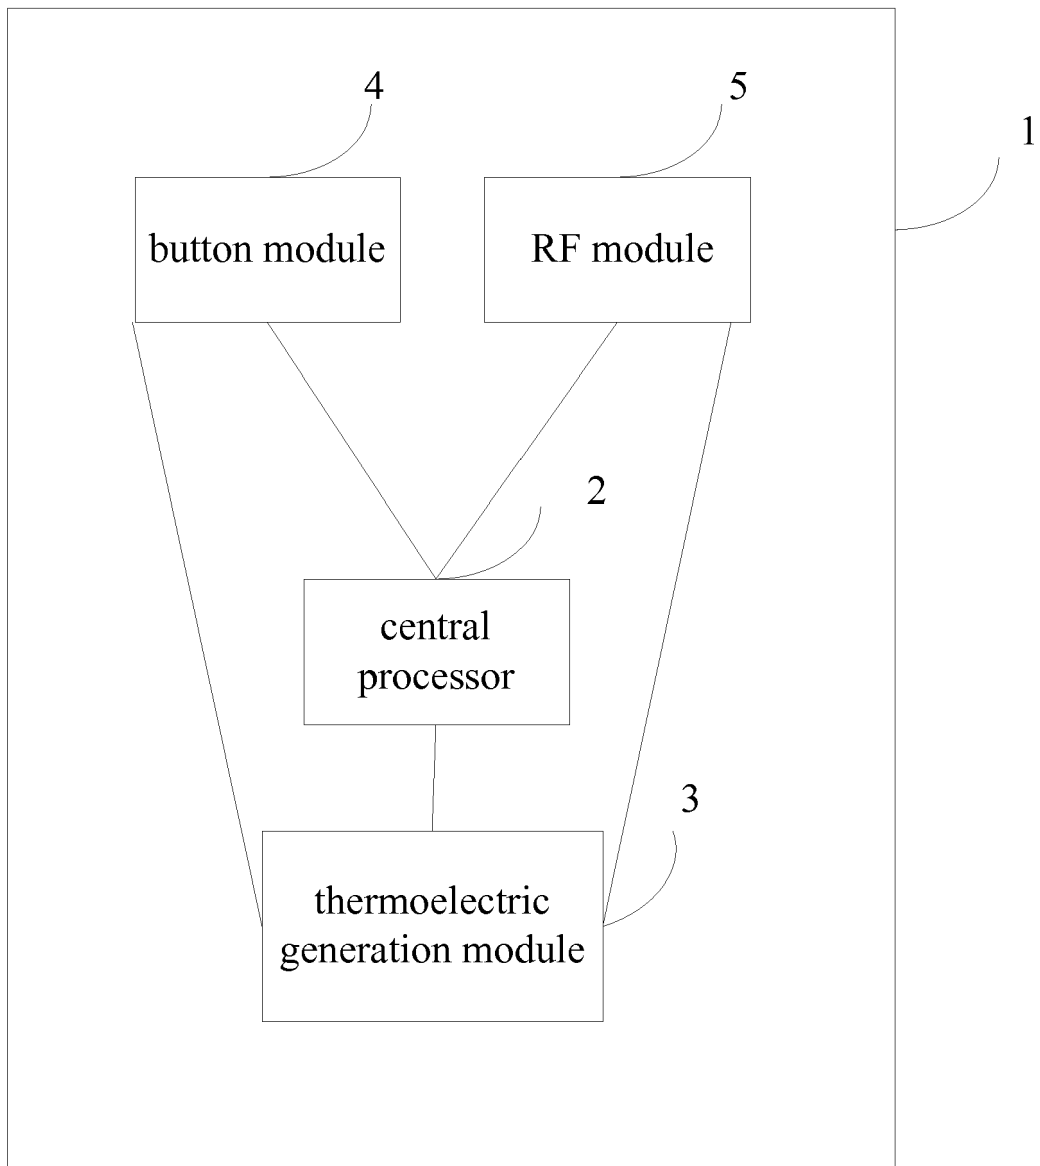 4
5
1
button module
RF module
2
central
processor
3
thermoelectric
generation module